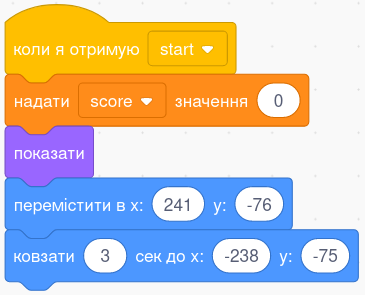 коли я отримую start
надати score значення 0
показати
перемістити в x: 241 y: -76
ковзати 3 сек до x: -238 y: -75